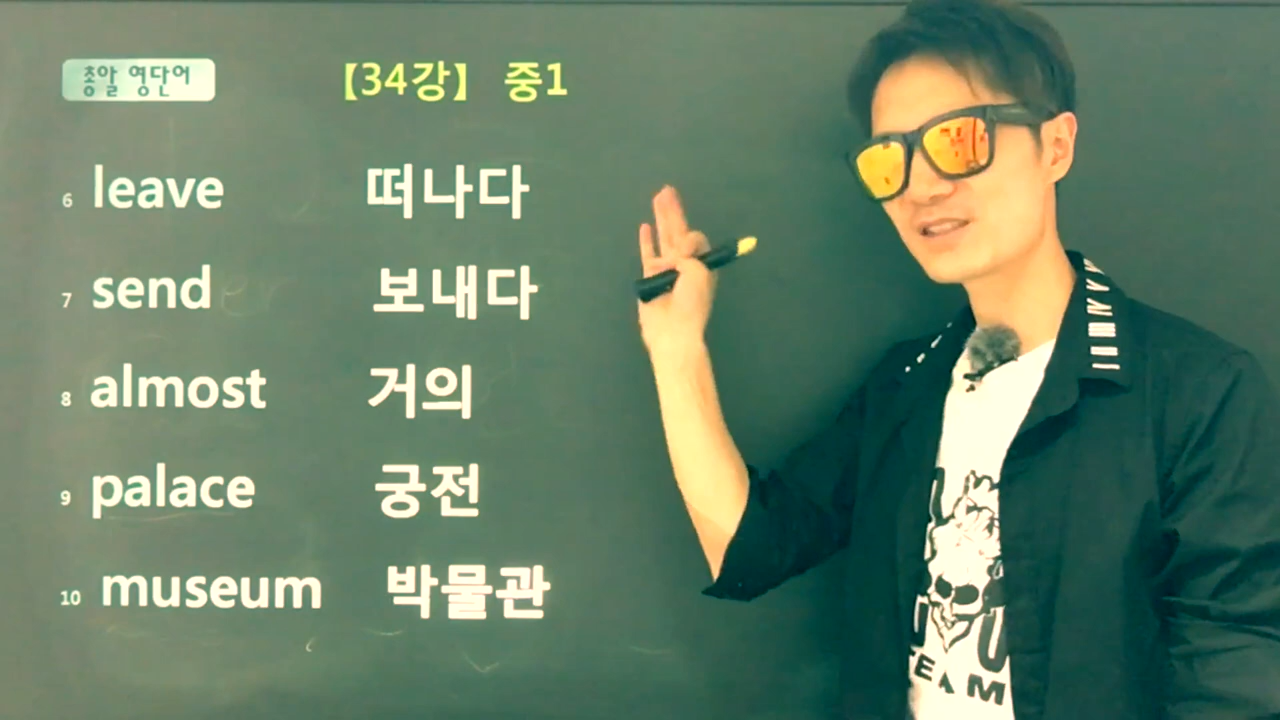 총알 영단어
【34강】 중1
6 leave 떠나다
7 send 보내다
8 almost 거의
9 palace 궁전
10 museum 박물관
TEAM